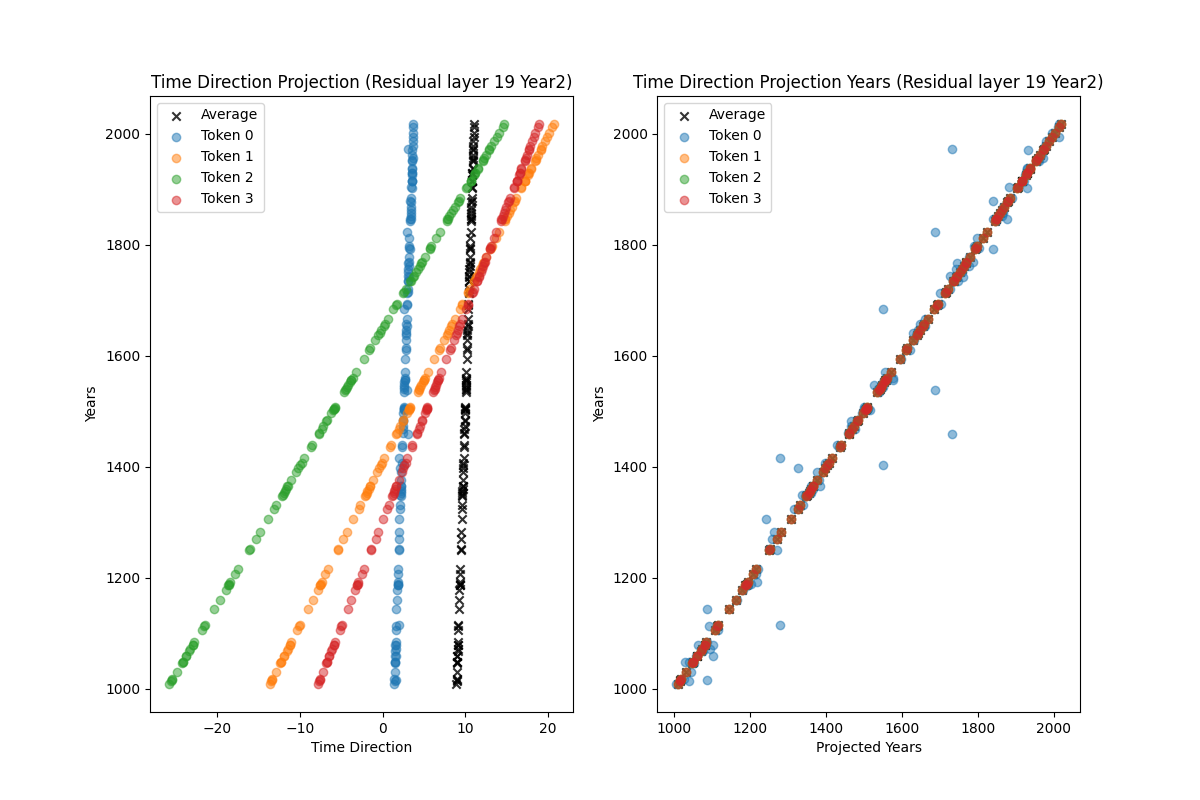 Time Direction Projection (Residual layer 19 Year2)
Average
Token 0
Token 1
Token 2
Token 3
2000
1800
1600
1400
1200
1000
Years
−20
−10
0
10
20
Time Direction
Time Direction Projection Years (Residual layer 19 Year2)
Average
Token 0
Token 1
Token 2
Token 3
2000
1800
1600
1400
1200
1000
Years
1000
1200
1400
1600
1800
2000
Projected Years